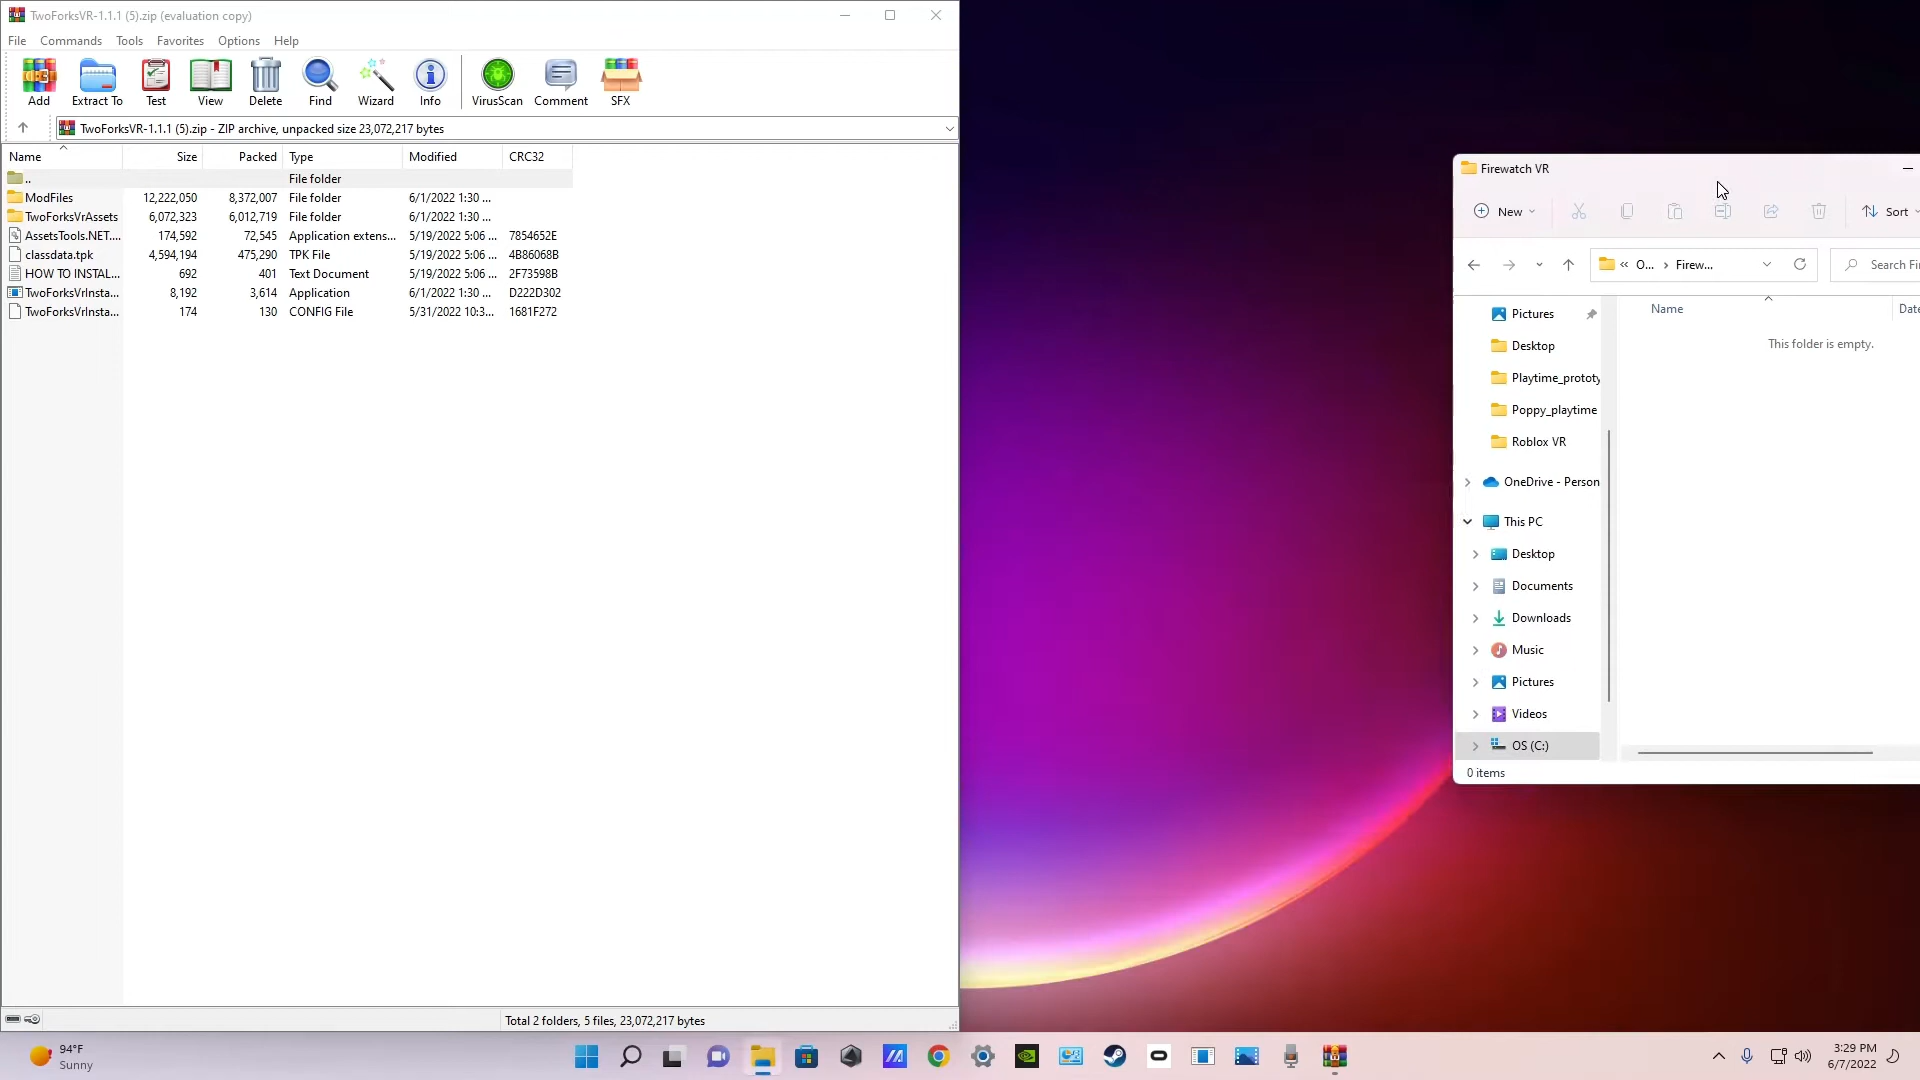 TwoForksVR-1.1.1 (5).zip (evaluation copy)
File Commands Tools Favorites Options Help
Add Extract To Test View Delete Find Wizard Info VirusScan Comment SFX
TwoForksVR-1.1.1 (5).zip - ZIP archive, unpacked size 23,072,217 bytes
Name Size Packed Type Modified CRC32
.. File folder
ModFiles 12,222,050 8,372,007 File folder 6/1/2022 1:30 ...
TwoForksVrAssets 6,072,323 6,012,719 File folder 6/1/2022 1:30 ...
AssetsTools.NET.... 174,592 72,545 Application extens... 5/19/2022 5:06 ... 7854652E
classdata.tpk 4,594,194 475,290 TPK File 5/19/2022 5:06 ... 4B86068B
HOW TO INSTAL... 692 401 Text Document 5/19/2022 5:06 ... 2F73598B
TwoForksVrInsta... 8,192 3,614 Application 6/1/2022 1:30 ... D222D302
TwoForksVrInsta... 174 130 CONFIG File 5/31/2022 10:3... 1681F272
Total 2 folders, 5 files, 23,072,217 bytes
Firewatch VR
New Sort
« O... › Firew... Search Fi
Name Date
This folder is empty.
Pictures
Desktop
Playtime_prototy
Poppy_playtime
Roblox VR
OneDrive - Person
This PC
Desktop
Documents
Downloads
Music
Pictures
Videos
OS (C:)
0 items
94°F
Sunny
3:29 PM
6/7/2022